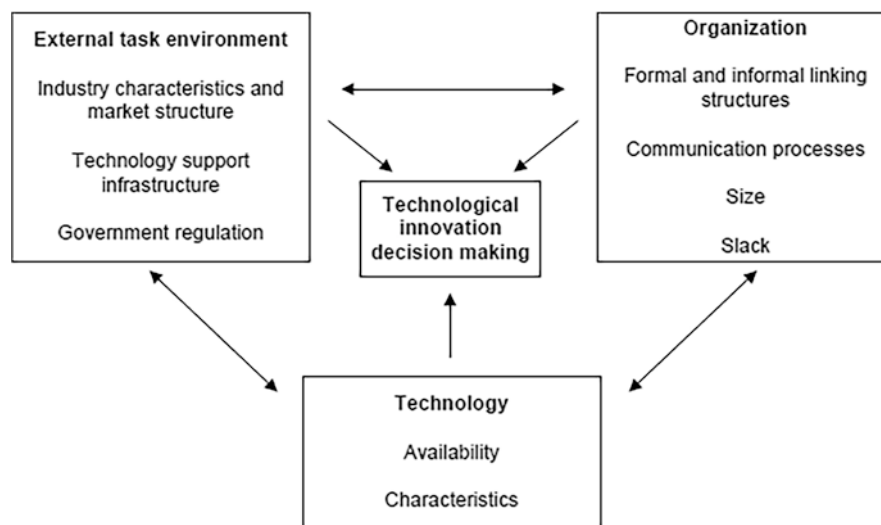 External task environment
Industry characteristics and
market structure
Technology support
infrastructure
Government regulation
Organization
Formal and informal linking
structures
Communication processes
Size
Slack
Technological
innovation
decision making
Technology
Availability
Characteristics